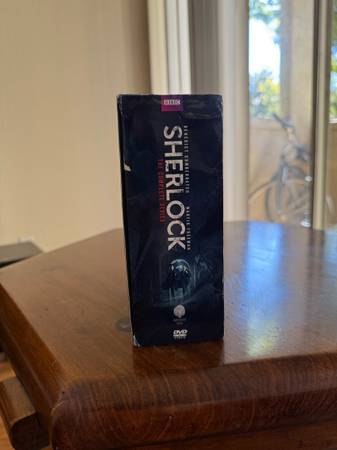 BBC
BENEDICT CUMBERBATCH
MARTIN FREEMAN
SHERLOCK
THE COMPLETE SERIES
DVD